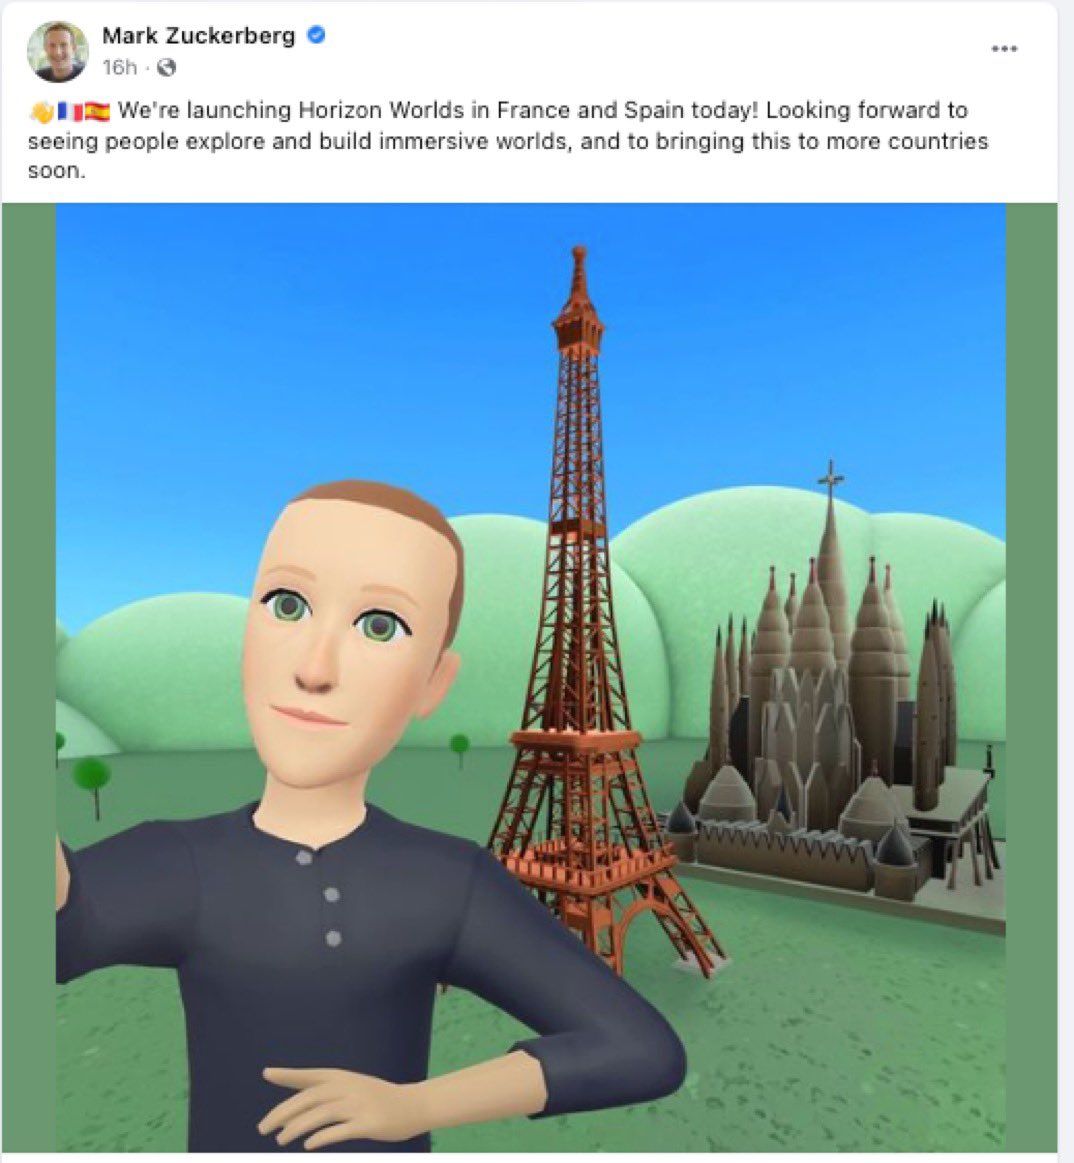 Mark Zuckerberg
16h ·
👋🇫🇷🇪🇸 We're launching Horizon Worlds in France and Spain today! Looking forward to
seeing people explore and build immersive worlds, and to bringing this to more countries
soon.